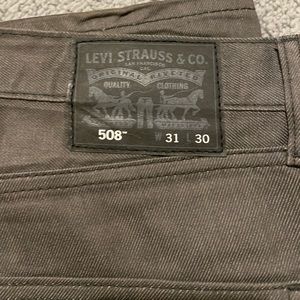 LEVI STRAUSS & CO.
SAN FRANCISCO
CAL.
ORIGINAL RIVETED
QUALITY CLOTHING
508™ W 31 L 30